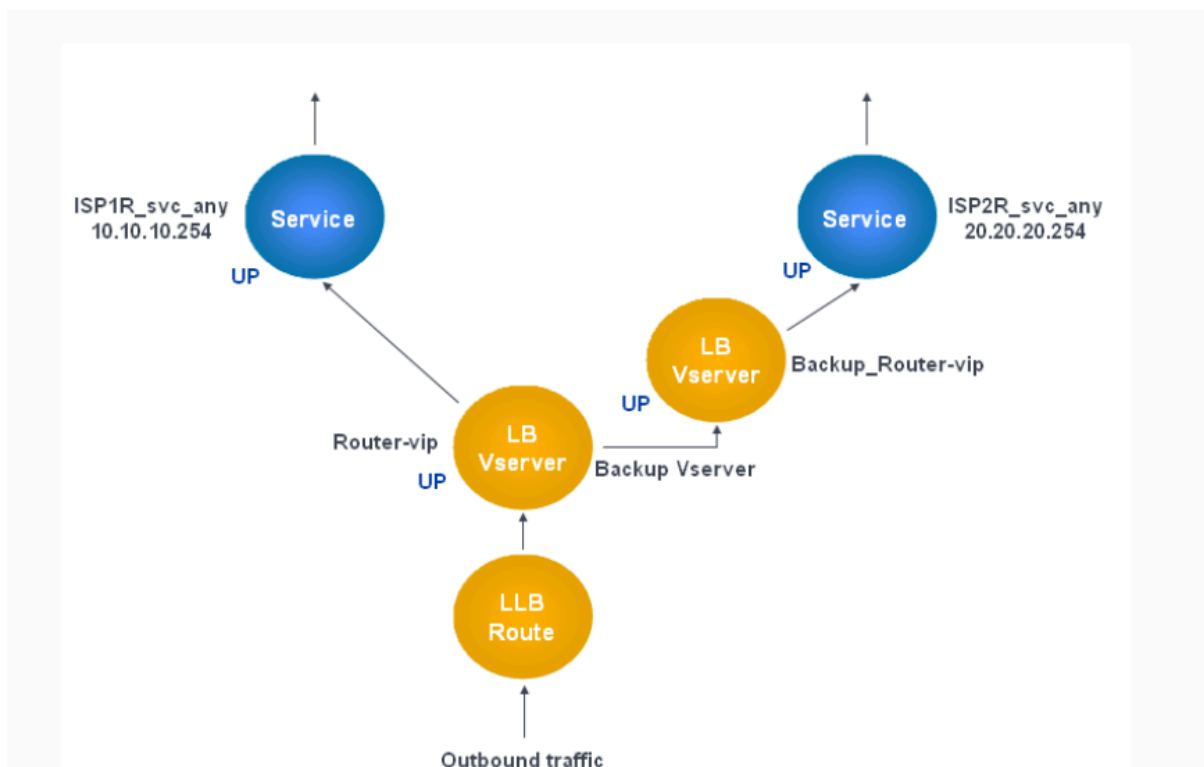 ISP1R_svc_any
10.10.10.254
Service
UP
Service
ISP2R_svc_any
20.20.20.254
UP
LB
Vserver
Backup_Router-vip
UP
Router-vip
LB
Vserver
UP
Backup Vserver
LLB
Route
Outbound traffic